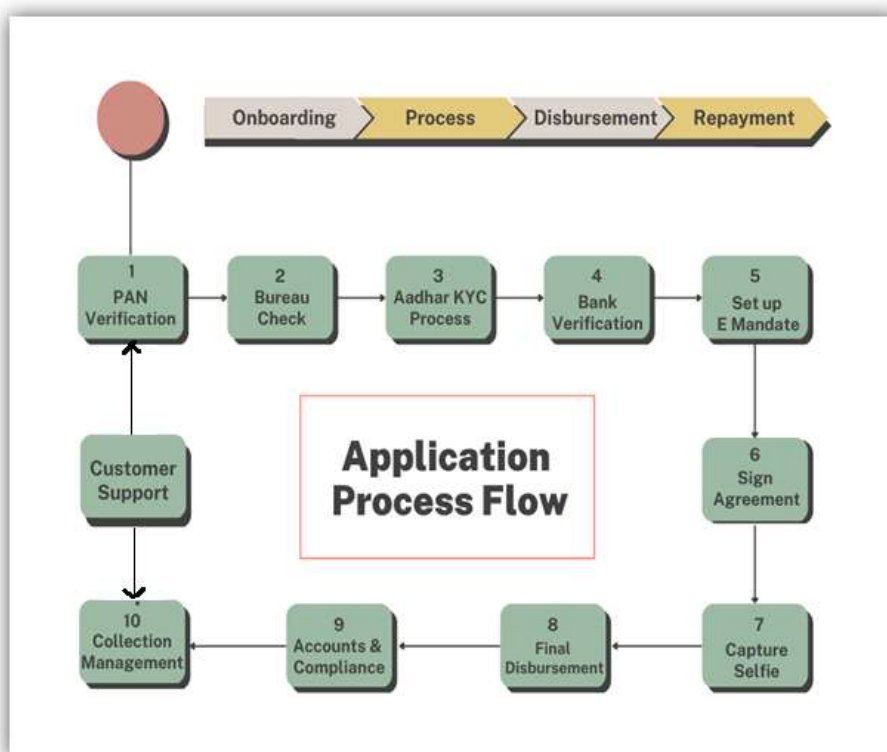 Onboarding
Process
Disbursement
Repayment
1
PAN
Verification
2
Bureau
Check
3
Aadhar KYC
Process
4
Bank
Verification
5
Set up
E Mandate
Customer
Support
Application
Process Flow
6
Sign
Agreement
10
Collection
Management
9
Accounts &
Compliance
8
Final
Disbursement
7
Capture
Selfie